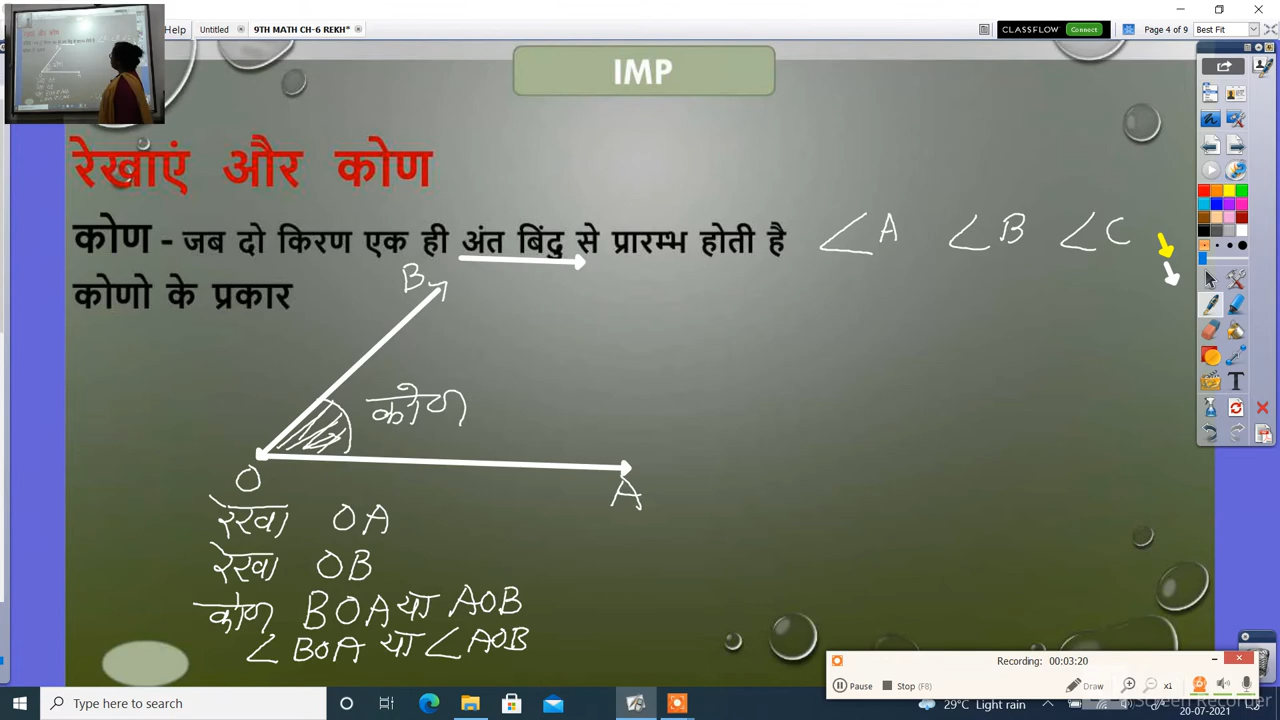 Help
Untitled
9TH MATH CH-6 REKH*
CLASSFLOW
Connect
Page 4 of 9
Best Fit
IMP
रेखाएं और कोण
कोण - जब दो किरण एक ही अंत बिंदु से प्रारम्भ होती है
∠A ∠B ∠C
कोणो के प्रकार
B
कोण
O
A
रेखा OA
रेखा OB
कोण BOA या AOB
∠BOA या ∠AOB
Recording: 00:03:20
Pause
Stop (F8)
x1
Draw
Screen Recorder
Type here to search
29°C Light rain
20-07-2021